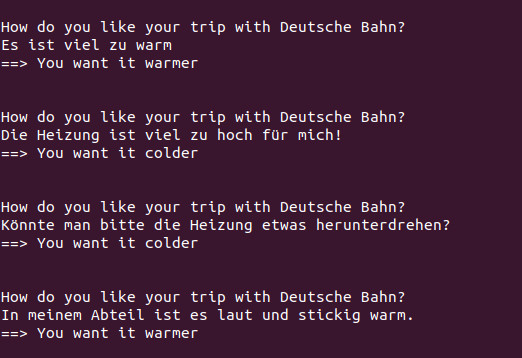 How do you like your trip with Deutsche Bahn?
Es ist viel zu warm
==> You want it warmer
How do you like your trip with Deutsche Bahn?
Die Heizung ist viel zu hoch für mich!
==> You want it colder
How do you like your trip with Deutsche Bahn?
Könnte man bitte die Heizung etwas herunterdrehen?
==> You want it colder
How do you like your trip with Deutsche Bahn?
In meinem Abteil ist es laut und stickig warm.
==> You want it warmer